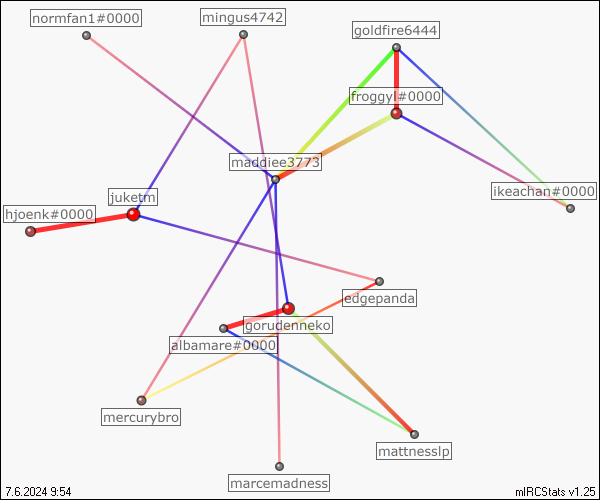 normfan1#0000
mingus4742
goldfire6444
froggyl#0000
maddiee3773
ikeachan#0000
juketm
hjoenk#0000
edgepanda
gorudenneko
albamare#0000
mercurybro
mattnesslp
marcemadness
7.6.2024 9:54
mIRCStats v1.25